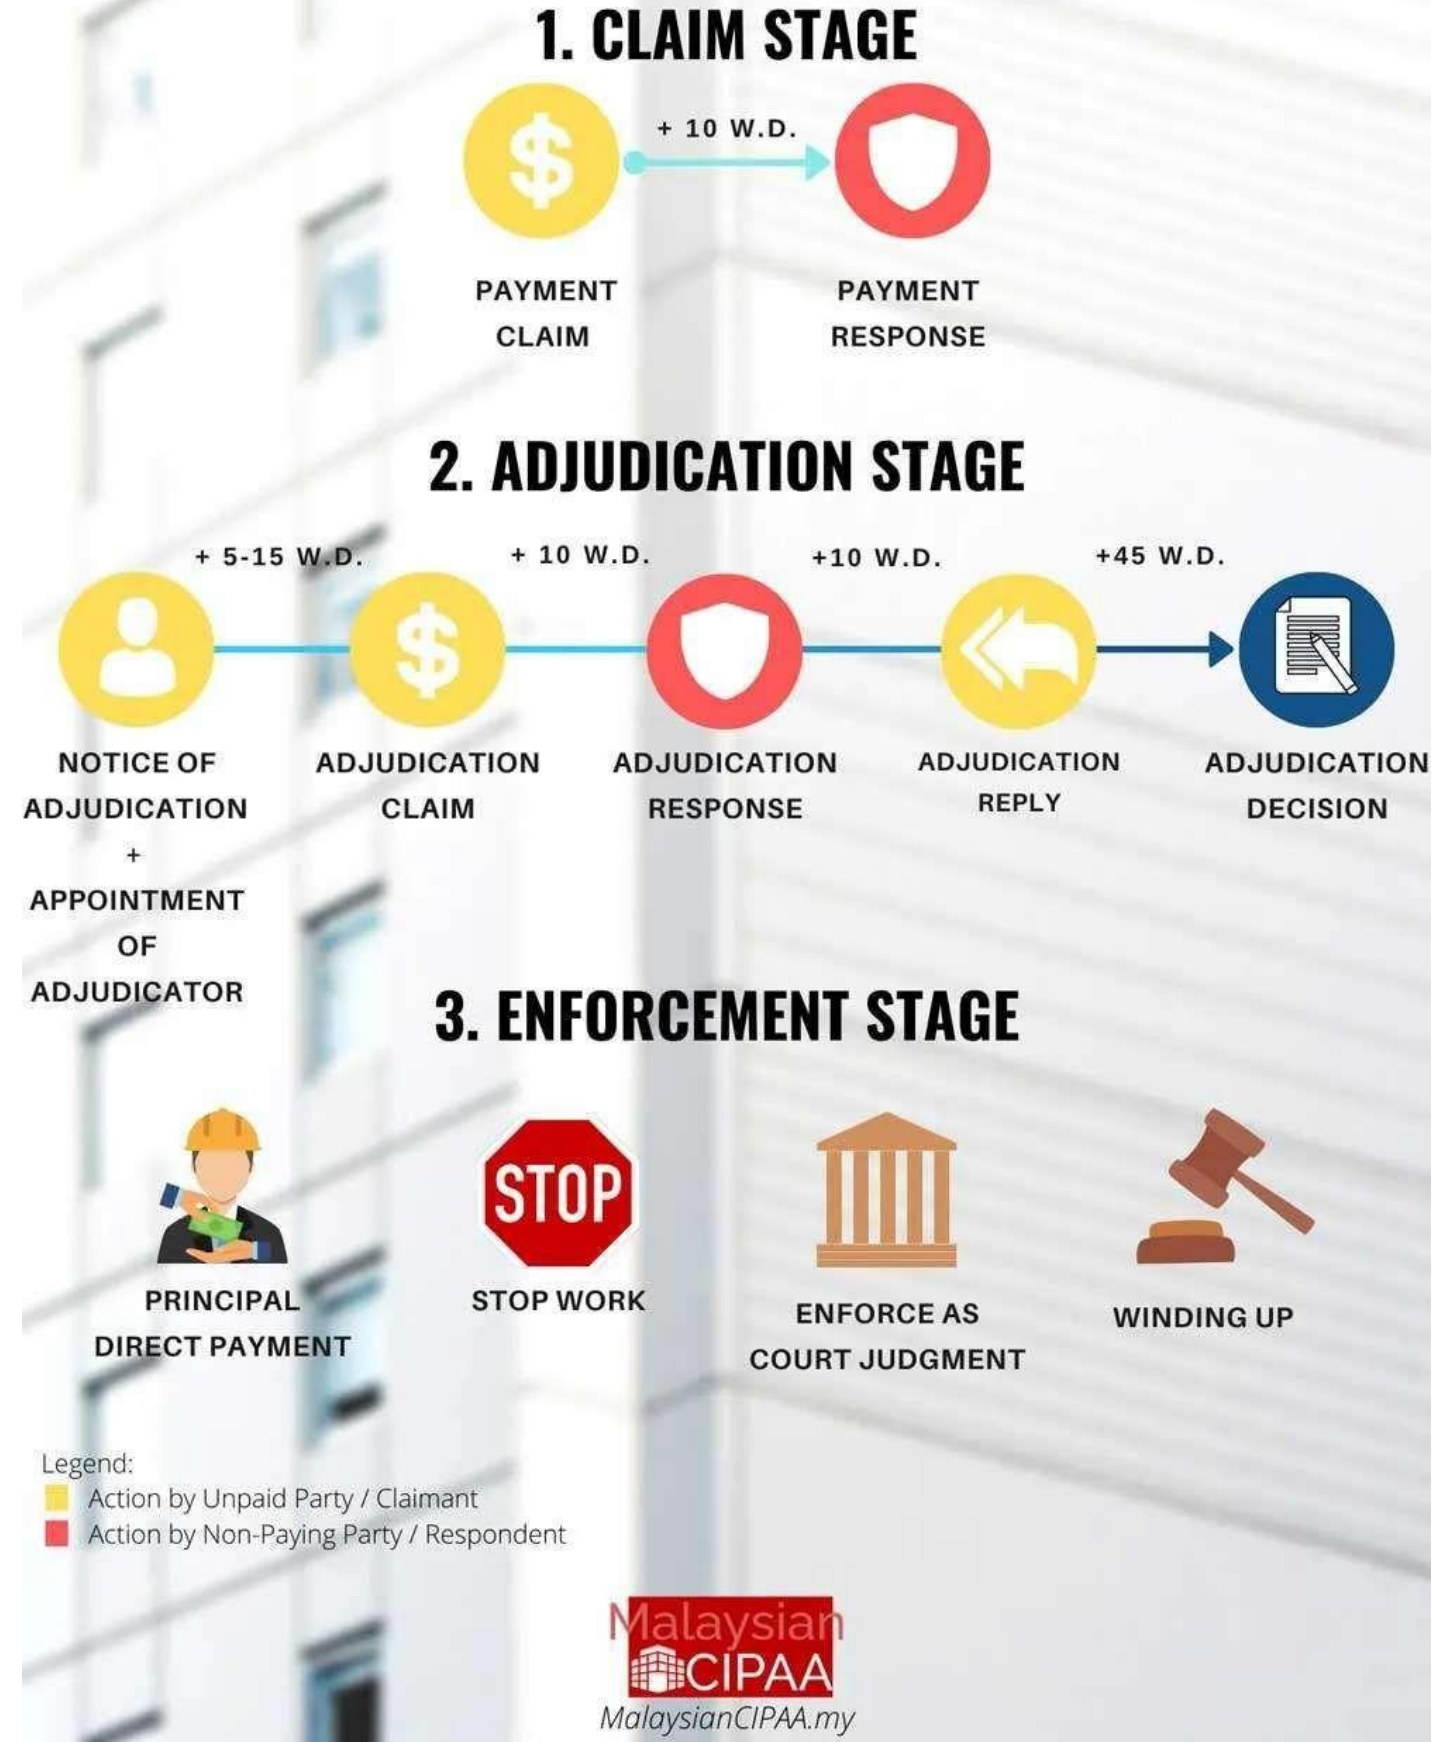 1. CLAIM STAGE
+ 10 W.D.
PAYMENT
CLAIM
PAYMENT
RESPONSE
2. ADJUDICATION STAGE
+ 5-15 W.D.
+ 10 W.D.
+10 W.D.
+45 W.D.
NOTICE OF
ADJUDICATION
+
APPOINTMENT
OF
ADJUDICATOR
ADJUDICATION
CLAIM
ADJUDICATION
RESPONSE
ADJUDICATION
REPLY
ADJUDICATION
DECISION
3. ENFORCEMENT STAGE
PRINCIPAL
DIRECT PAYMENT
STOP
STOP WORK
ENFORCE AS
COURT JUDGMENT
WINDING UP
Legend:
Action by Unpaid Party / Claimant
Action by Non-Paying Party / Respondent
Malaysian
CIPAA
MalaysianCIPAA.my